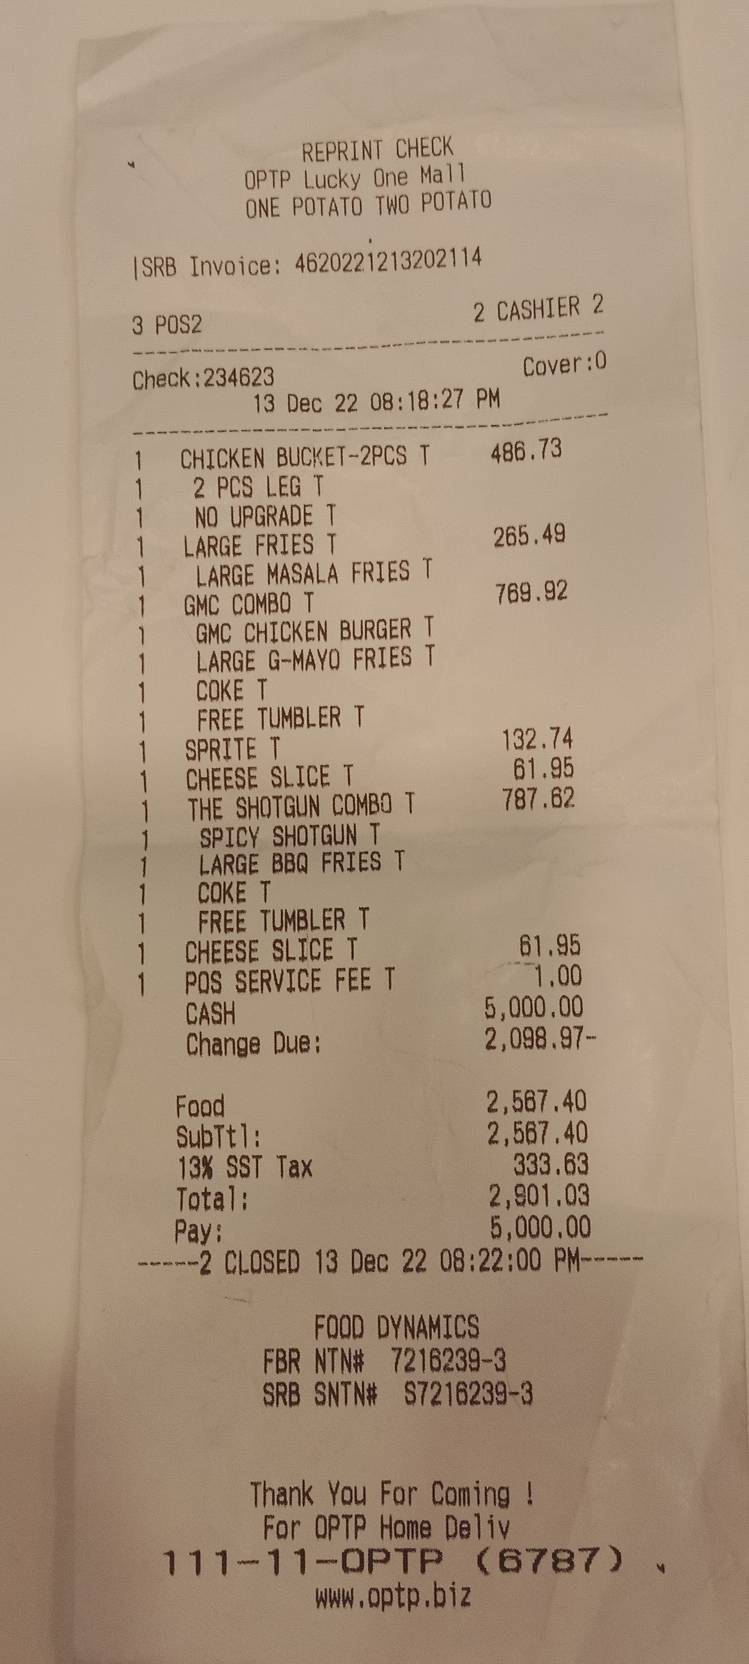 REPRINT CHECK
OPTP Lucky One Mall
ONE POTATO TWO POTATO
|SRB Invoice: 4620221213202114
3 POS2 2 CASHIER 2
Check:234623 Cover:0
13 Dec 22 08:18:27 PM
1 CHICKEN BUCKET-2PCS T 486.73
1 2 PCS LEG T
1 NO UPGRADE T
1 LARGE FRIES T 265.49
1 LARGE MASALA FRIES T
1 GMC COMBO T 769.92
1 GMC CHICKEN BURGER T
1 LARGE G-MAYO FRIES T
1 COKE T
1 FREE TUMBLER T
1 SPRITE T 132.74
1 CHEESE SLICE T 61.95
1 THE SHOTGUN COMBO T 787.62
1 SPICY SHOTGUN T
1 LARGE BBQ FRIES T
1 COKE T
1 FREE TUMBLER T
1 CHEESE SLICE T 61.95
1 POS SERVICE FEE T 1.00
CASH 5,000.00
Change Due: 2,098.97-
Food 2,567.40
SubTtl: 2,567.40
13% SST Tax 333.63
Total: 2,901.03
Pay: 5,000.00
-----2 CLOSED 13 Dec 22 08:22:00 PM-----
FOOD DYNAMICS
FBR NTN# 7216239-3
SRB SNTN# S7216239-3
Thank You For Coming !
For OPTP Home Deliv
111-11-OPTP (6787)
www.optp.biz